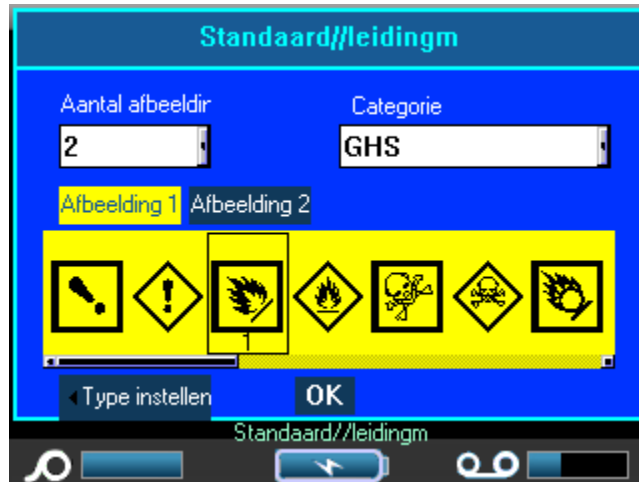 Standaard//leidingm
Aantal afbeeldir
Categorie
2
GHS
Afbeelding 1
Afbeelding 2
1
Type instellen
OK
Standaard//leidingm